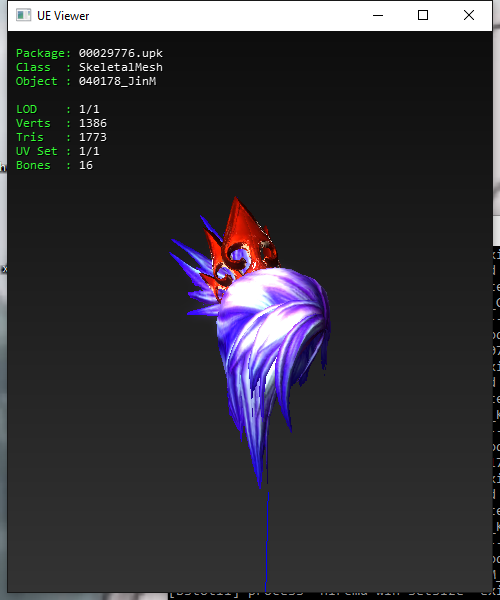 UE Viewer
Package: 00029776.upk
Class : SkeletalMesh
Object : 040178_JinM
LOD : 1/1
Verts : 1386
Tris : 1773
UV Set : 1/1
Bones : 16